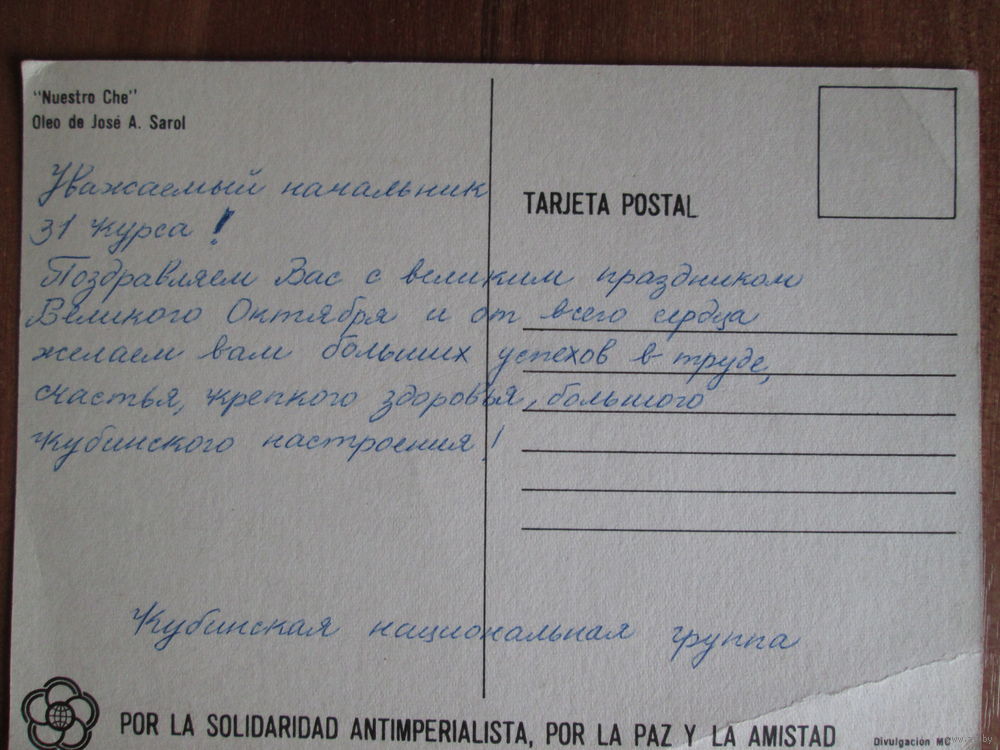 "Nuestro Che"
Oleo de José A. Sarol
TARJETA POSTAL
Уважаемый начальник
31 курса!
Поздравляем Вас с великим праздником
Великого Октября и от всего сердца
желаем вам больших успехов в труде,
счастья, крепкого здоровья, большого
кубинского настроения!
Кубинская национальная группа
POR LA SOLIDARIDAD ANTIMPERIALISTA, POR LA PAZ Y LA AMISTAD
Divulgación